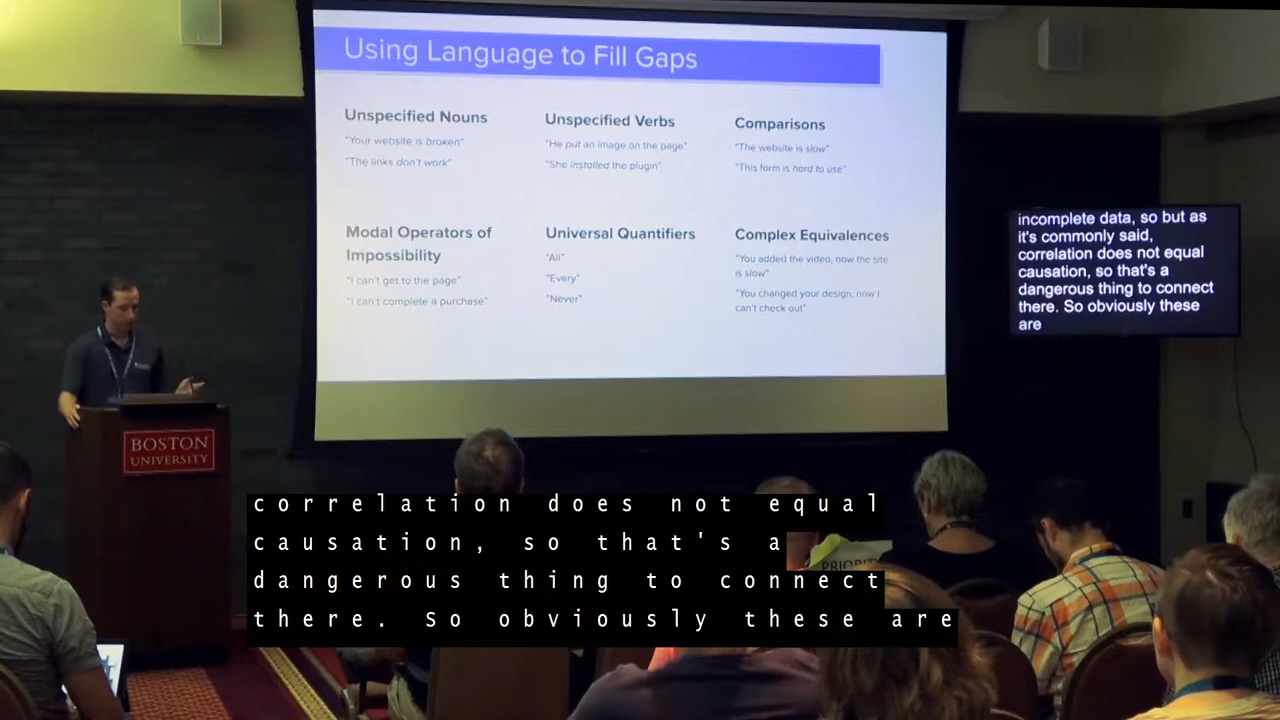 Using Language to Fill Gaps
Unspecified Nouns
"Your website is broken"
"The links don't work"
Unspecified Verbs
"He put an image on the page"
"She installed the plugin"
Comparisons
"The website is slow"
"This form is hard to use"
Modal Operators of
Impossibility
"I can't get to the page"
"I can't complete a purchase"
Universal Quantifiers
"All"
"Every"
"Never"
Complex Equivalences
"You added the video, now the site
is slow"
"You changed your design, now I
can't check out"
incomplete data, so but as
it's commonly said,
correlation does not equal
causation, so that's a
dangerous thing to connect
there. So obviously these
are
BOSTON
UNIVERSITY
correlation does not equal
causation, so that's a
dangerous thing to connect
there. So obviously these are
PRIORITY